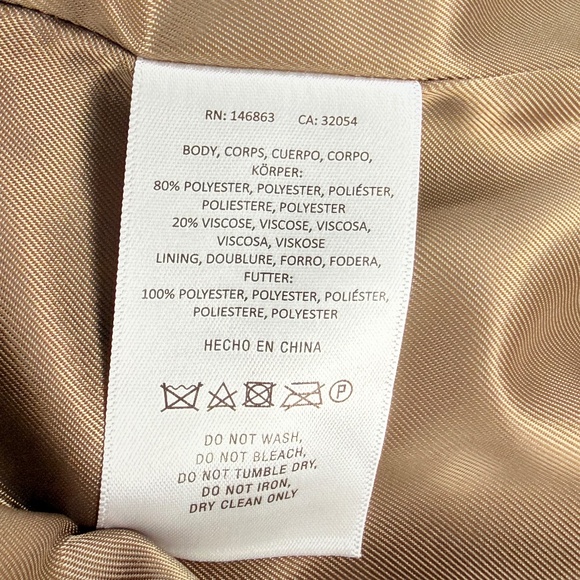 RN: 146863 CA: 32054
BODY, CORPS, CUERPO, CORPO,
KÖRPER:
80% POLYESTER, POLYESTER, POLIÉSTER,
POLIESTERE, POLYESTER
20% VISCOSE, VISCOSE, VISCOSA,
VISCOSA, VISKOSE
LINING, DOUBLURE, FORRO, FODERA,
FUTTER:
100% POLYESTER, POLYESTER, POLIÉSTER,
POLIESTERE, POLYESTER
HECHO EN CHINA
P
DO NOT WASH,
DO NOT BLEACH,
DO NOT TUMBLE DRY,
DO NOT IRON,
DRY CLEAN ONLY